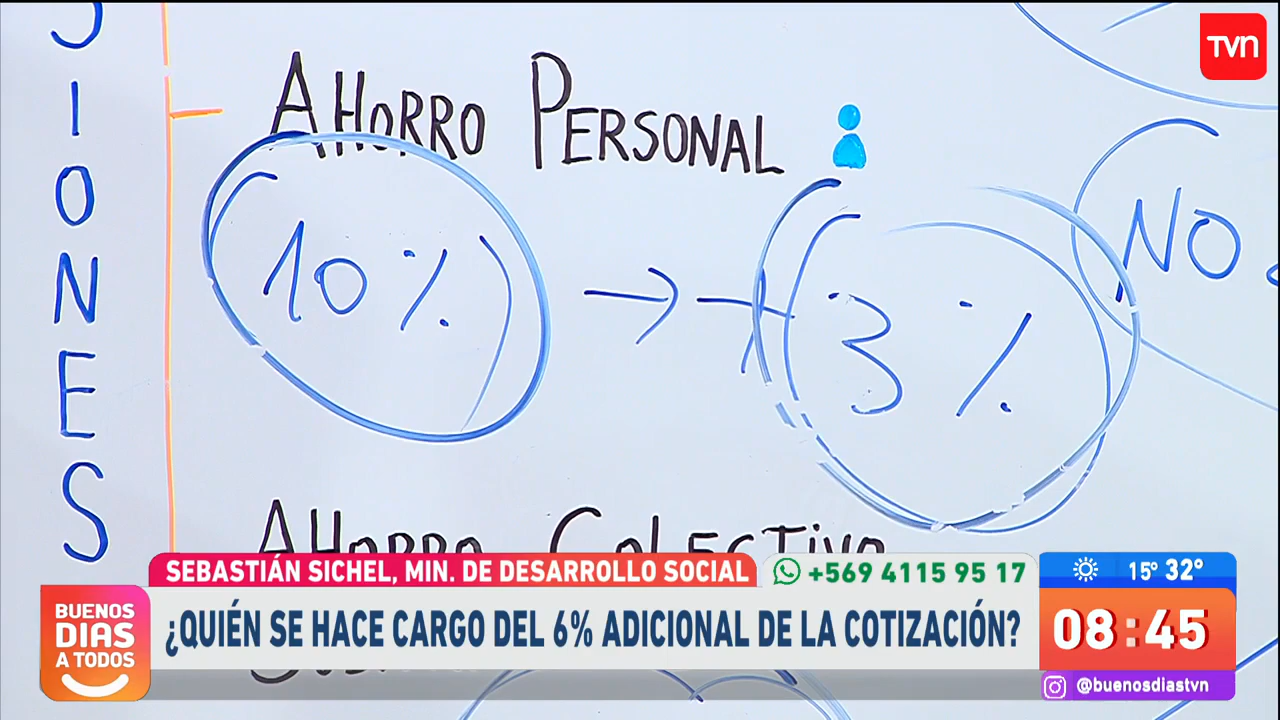 TVN
SIONES
AHORRO PERSONAL
10% → + 3%
NO
AHORRO COLECTIVO
SEBASTIÁN SICHEL, MIN. DE DESARROLLO SOCIAL
+569 4115 95 17
15° 32°
BUENOS
DIAS
A TODOS
¿QUIÉN SE HACE CARGO DEL 6% ADICIONAL DE LA COTIZACIÓN?
08:45
@buenosdiastvn